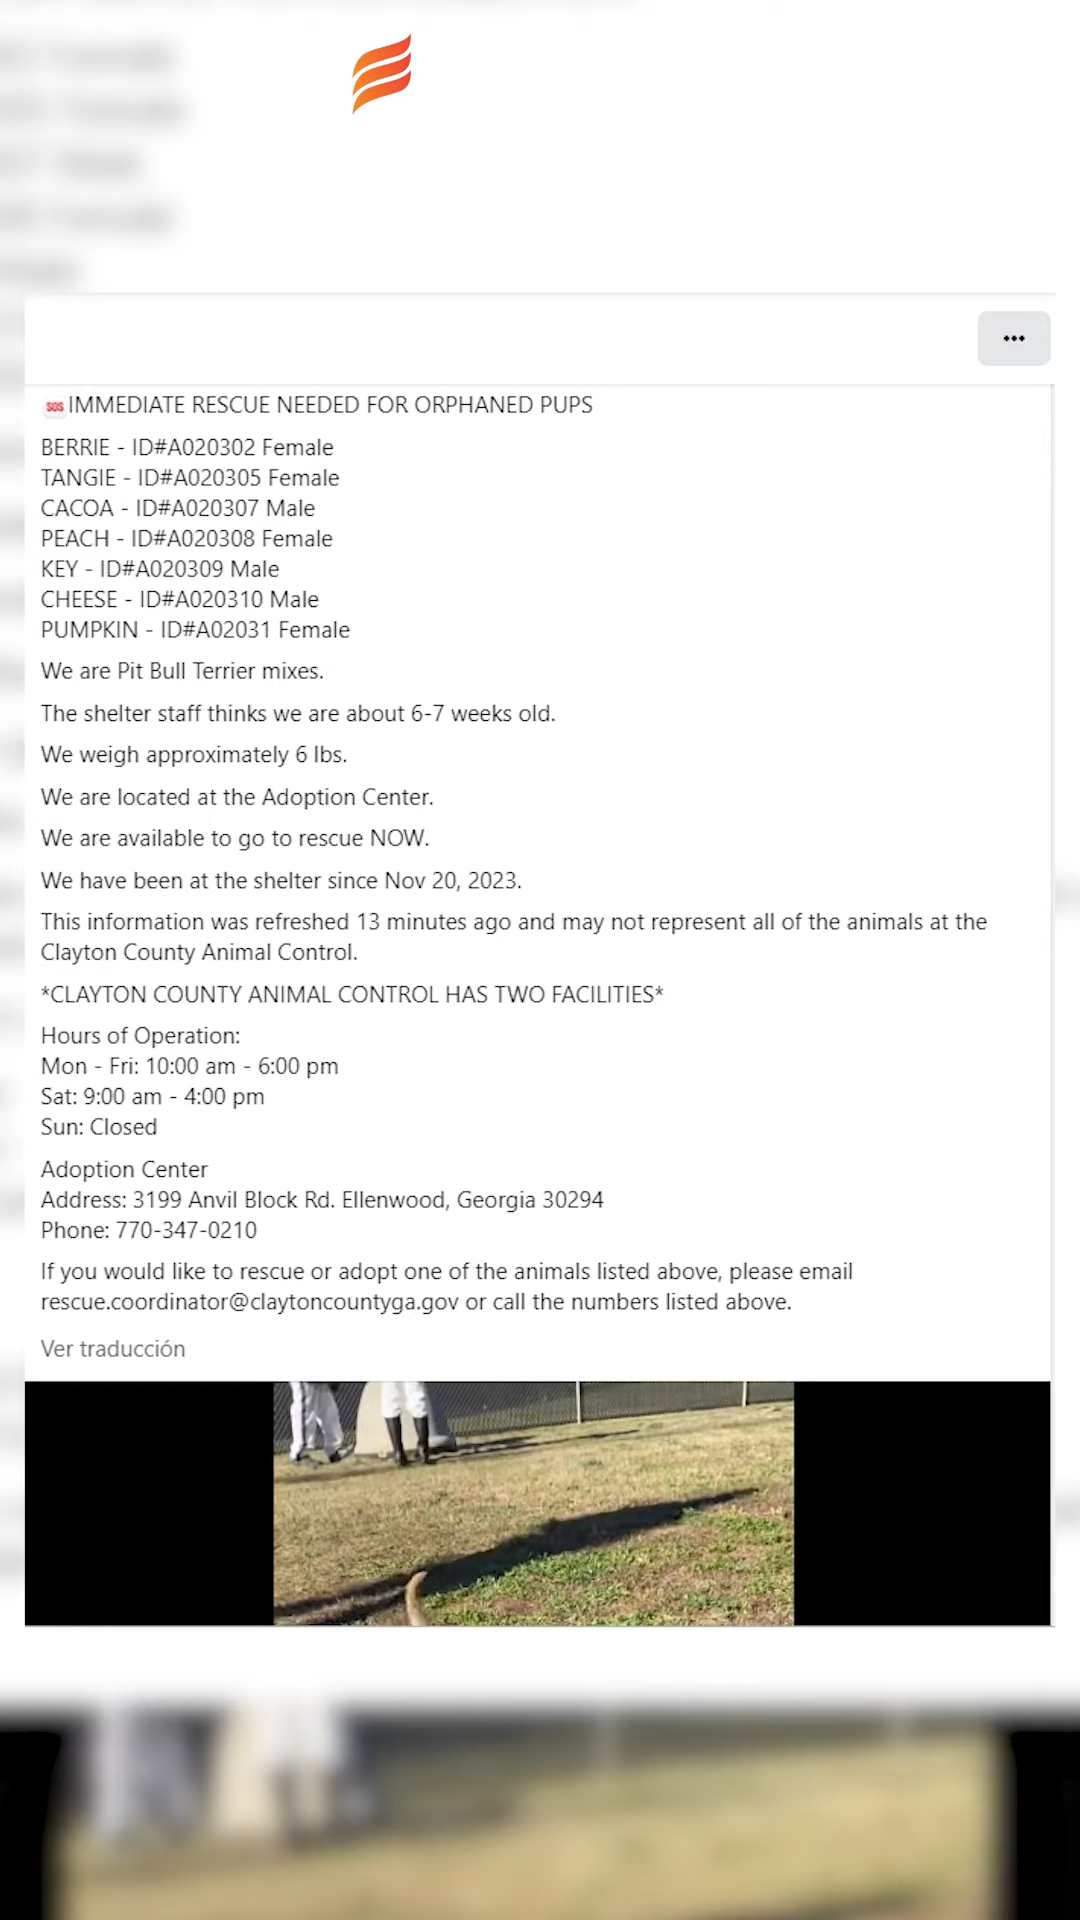 SOS IMMEDIATE RESCUE NEEDED FOR ORPHANED PUPS
BERRIE - ID#A020302 Female
TANGIE - ID#A020305 Female
CACOA - ID#A020307 Male
PEACH - ID#A020308 Female
KEY - ID#A020309 Male
CHEESE - ID#A020310 Male
PUMPKIN - ID#A02031 Female
We are Pit Bull Terrier mixes.
The shelter staff thinks we are about 6-7 weeks old.
We weigh approximately 6 lbs.
We are located at the Adoption Center.
We are available to go to rescue NOW.
We have been at the shelter since Nov 20, 2023.
This information was refreshed 13 minutes ago and may not represent all of the animals at the
Clayton County Animal Control.
*CLAYTON COUNTY ANIMAL CONTROL HAS TWO FACILITIES*
Hours of Operation:
Mon - Fri: 10:00 am - 6:00 pm
Sat: 9:00 am - 4:00 pm
Sun: Closed
Adoption Center
Address: 3199 Anvil Block Rd. Ellenwood, Georgia 30294
Phone: 770-347-0210
If you would like to rescue or adopt one of the animals listed above, please email
rescue.coordinator@claytoncountyga.gov or call the numbers listed above.
Ver traducción